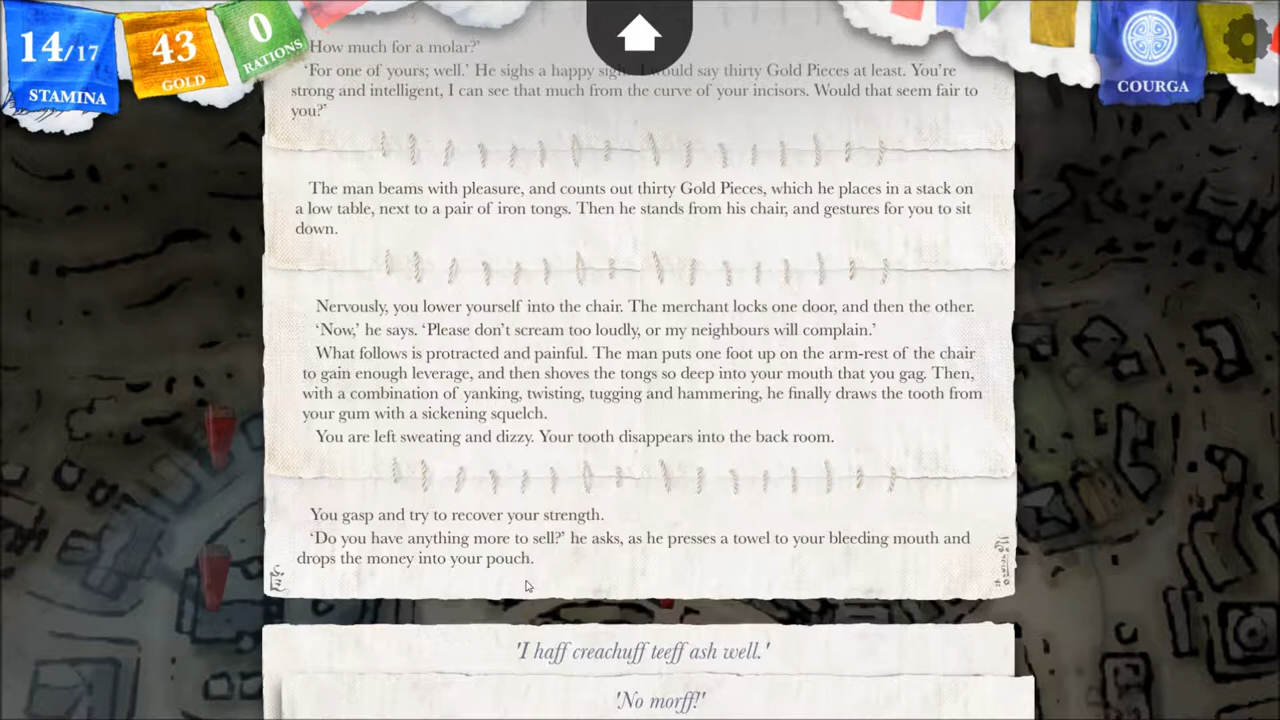 14/17
STAMINA
43
GOLD
0
RATIONS
COURGA
How much for a molar?'
'For one of yours; well.' He sighs a happy sigh. I would say thirty Gold Pieces at least. You're
strong and intelligent, I can see that much from the curve of your incisors. Would that seem fair to
you?'
The man beams with pleasure, and counts out thirty Gold Pieces, which he places in a stack on
a low table, next to a pair of iron tongs. Then he stands from his chair, and gestures for you to sit
down.
Nervously, you lower yourself into the chair. The merchant locks one door, and then the other.
'Now,' he says. 'Please don't scream too loudly, or my neighbours will complain.'
What follows is protracted and painful. The man puts one foot up on the arm-rest of the chair
to gain enough leverage, and then shoves the tongs so deep into your mouth that you gag. Then,
with a combination of yanking, twisting, tugging and hammering, he finally draws the tooth from
your gum with a sickening squelch.
You are left sweating and dizzy. Your tooth disappears into the back room.
You gasp and try to recover your strength.
'Do you have anything more to sell?' he asks, as he presses a towel to your bleeding mouth and
drops the money into your pouch.
'I haff creachuff teeff ash well.'
'No morff!'